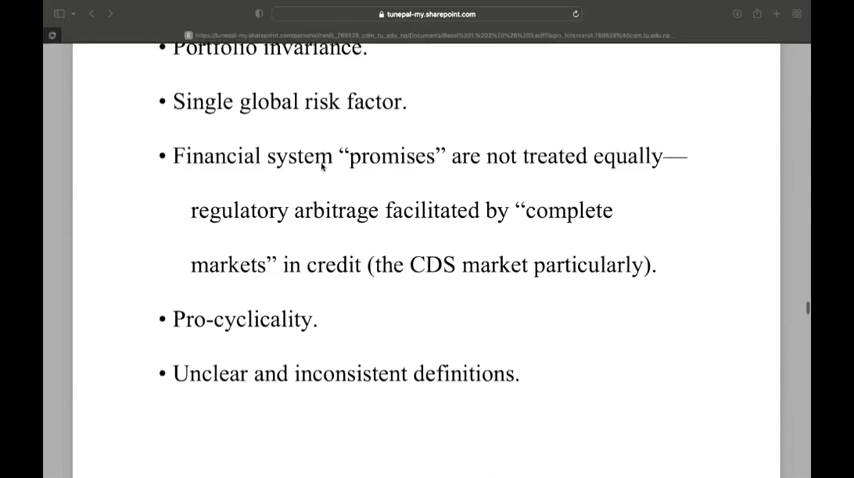 tunepal-my.sharepoint.com
• Portfolio invariance.
• Single global risk factor.
• Financial system “promises” are not treated equally—
regulatory arbitrage facilitated by “complete
markets” in credit (the CDS market particularly).
• Pro-cyclicality.
• Unclear and inconsistent definitions.